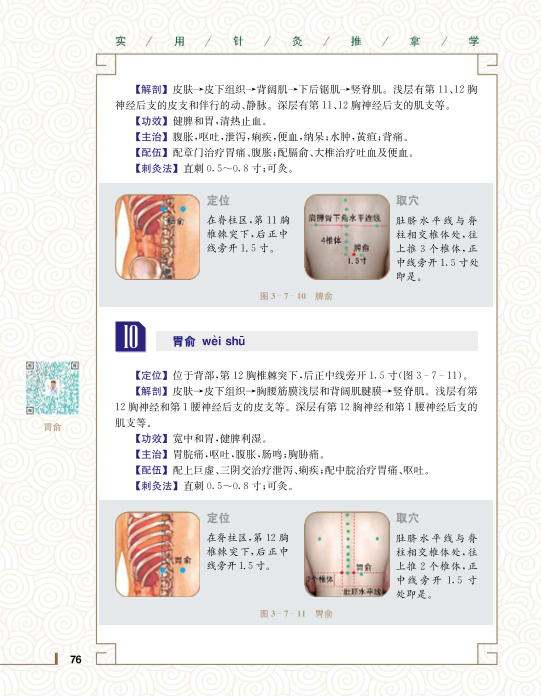 实 / 用 / 针 / 灸 / 推 / 拿 / 学
【解剖】皮肤→皮下组织→背阔肌→下后锯肌→竖脊肌。浅层有第11、12胸
神经后支的皮支和伴行的动、静脉。深层有第11、12胸神经后支的肌支等。
【功效】健脾和胃,清热止血。
【主治】腹胀,呕吐,泄泻,痢疾,便血,纳呆;水肿,黄疸;背痛。
【配伍】配章门治疗胃痛、腹胀;配膈俞、大椎治疗吐血及便血。
【刺灸法】直刺0.5～0.8寸;可灸。
脾俞
定位
在脊柱区,第11胸
椎棘突下,后正中
线旁开1.5寸。
肩胛骨下角水平连线
4椎体
脾俞
1.5寸
取穴
肚脐水平线与脊
柱相交椎体处,往
上推3个椎体,正
中线旁开1.5寸处
即是。
图3-7-10 脾俞
10
胃俞 wèi shū
胃俞
【定位】位于背部,第12胸椎棘突下,后正中线旁开1.5寸(图3-7-11)。
【解剖】皮肤→皮下组织→胸腰筋膜浅层和背阔肌腱膜→竖脊肌。浅层有第
12胸神经和第1腰神经后支的皮支等。深层有第12胸神经和第1腰神经后支的
肌支等。
【功效】宽中和胃,健脾利湿。
【主治】胃脘痛,呕吐,腹胀,肠鸣;胸胁痛。
【配伍】配上巨虚、三阴交治疗泄泻、痢疾;配中脘治疗胃痛、呕吐。
【刺灸法】直刺0.5～0.8寸;可灸。
胃俞
定位
在脊柱区,第12胸
椎棘突下,后正中
线旁开1.5寸。
胃俞
2个椎体
肚脐水平线
取穴
肚脐水平线与脊
柱相交椎体处,往
上推2个椎体,正
中线旁开1.5寸
处即是。
图3-7-11 胃俞
76